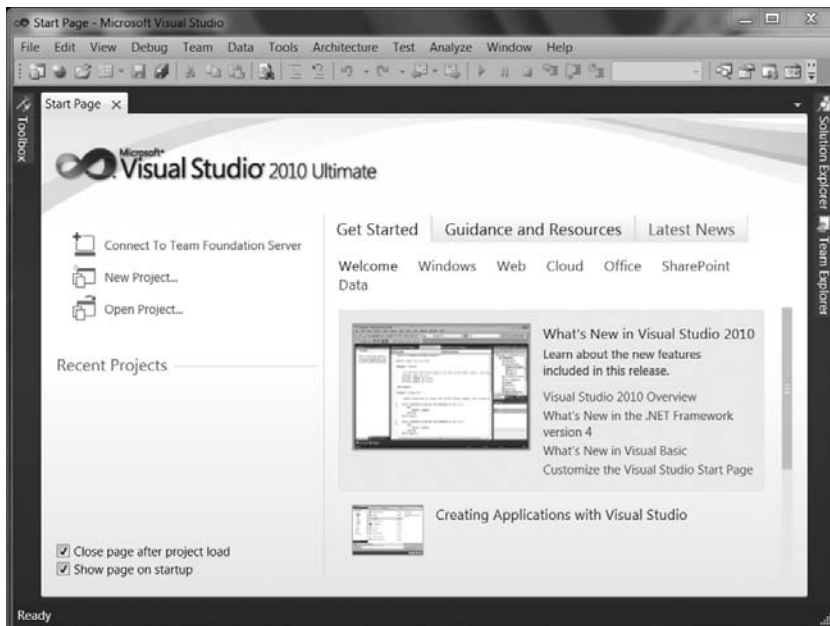 Start Page - Microsoft Visual Studio
File Edit View Debug Team Data Tools Architecture Test Analyze Window Help
Start Page
Toolbox
Microsoft®
Visual Studio® 2010 Ultimate
Connect To Team Foundation Server
New Project...
Open Project...
Recent Projects
Close page after project load
Show page on startup
Get Started Guidance and Resources Latest News
Welcome Windows Web Cloud Office SharePoint
Data
What's New in Visual Studio 2010
Learn about the new features
included in this release.
Visual Studio 2010 Overview
What's New in the .NET Framework
version 4
What's New in Visual Basic
Customize the Visual Studio Start Page
Creating Applications with Visual Studio
Solution Explorer
Team Explorer
Ready